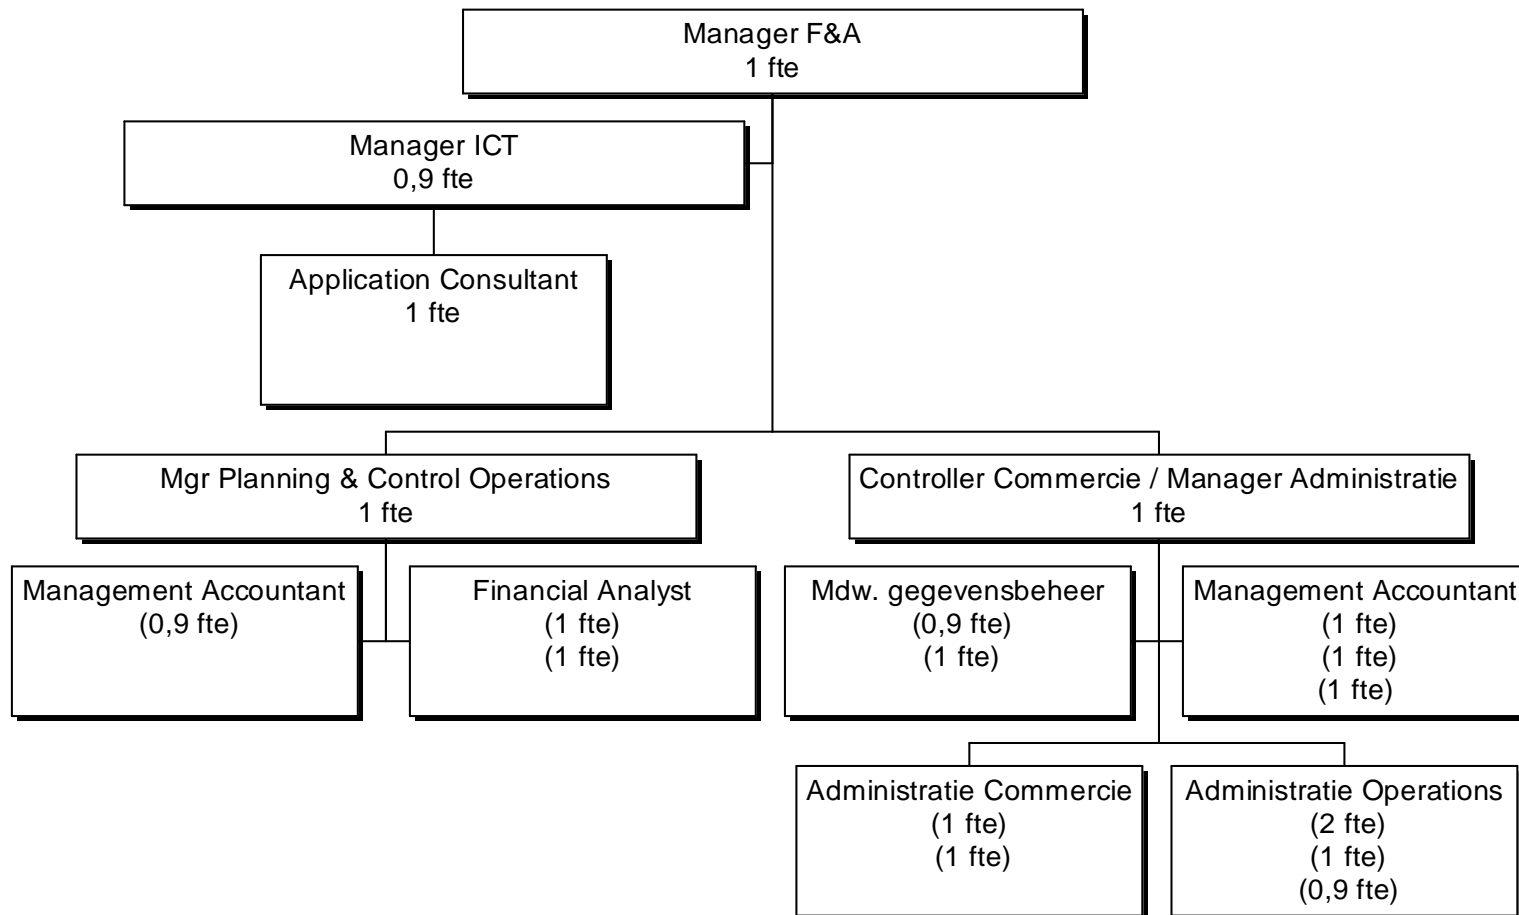 Manager F&A
1 fte
Manager ICT
0,9 fte
Application Consultant
1 fte
Mgr Planning & Control Operations
1 fte
Controller Commercie / Manager Administratie
1 fte
Management Accountant
(0,9 fte)
Financial Analyst
(1 fte)
(1 fte)
Mdw. gegevensbeheer
(0,9 fte)
(1 fte)
Management Accountant
(1 fte)
(1 fte)
(1 fte)
Administratie Commercie
(1 fte)
(1 fte)
Administratie Operations
(2 fte)
(1 fte)
(0,9 fte)